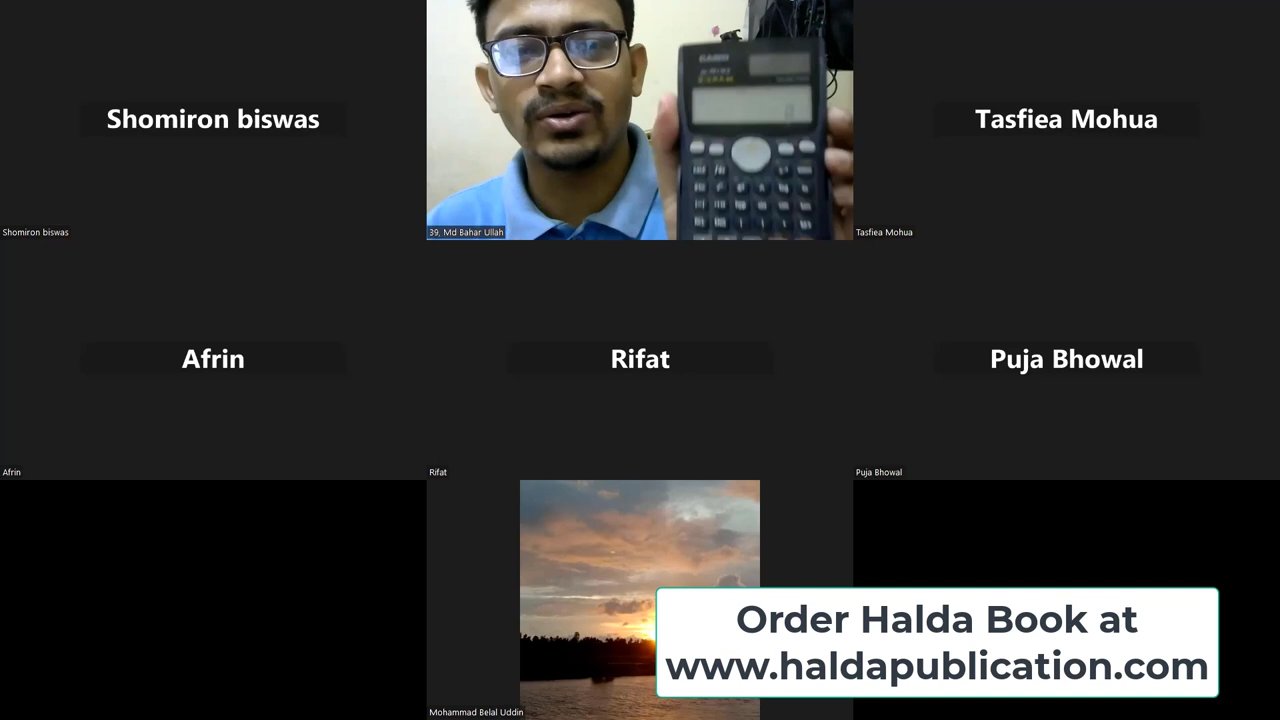 Shomiron biswas
Tasfiea Mohua
Shomiron biswas
39, Md Bahar Ullah
Tasfiea Mohua
CASIO
Afrin
Rifat
Puja Bhowal
Afrin
Rifat
Puja Bhowal
Order Halda Book at
www.haldapublication.com
Mohammad Belal Uddin